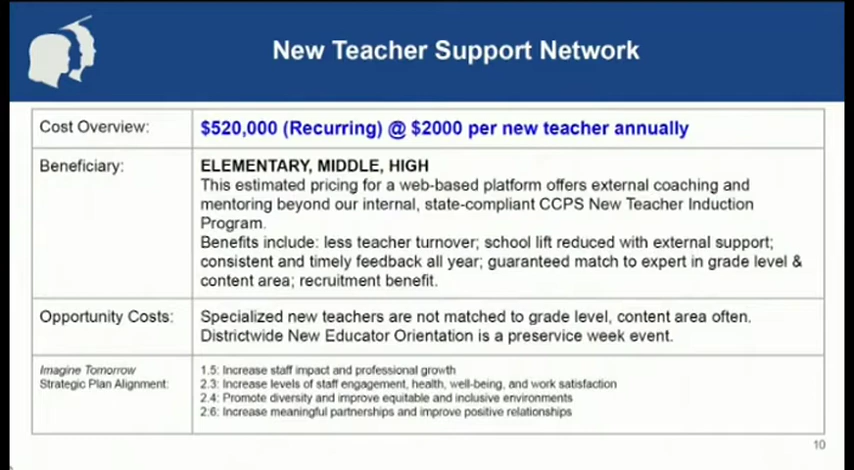 New Teacher Support Network
Cost Overview:
$520,000 (Recurring) @ $2000 per new teacher annually
Beneficiary:
ELEMENTARY, MIDDLE, HIGH
This estimated pricing for a web-based platform offers external coaching and
mentoring beyond our internal, state-compliant CCPS New Teacher Induction
Program.
Benefits include: less teacher turnover; school lift reduced with external support;
consistent and timely feedback all year; guaranteed match to expert in grade level &
content area; recruitment benefit.
Opportunity Costs:
Specialized new teachers are not matched to grade level, content area often.
Districtwide New Educator Orientation is a preservice week event.
Imagine Tomorrow
Strategic Plan Alignment:
1.5: Increase staff impact and professional growth
2.3: Increase levels of staff engagement, health, well-being, and work satisfaction
2.4: Promote diversity and improve equitable and inclusive environments
2:6: Increase meaningful partnerships and improve positive relationships
10